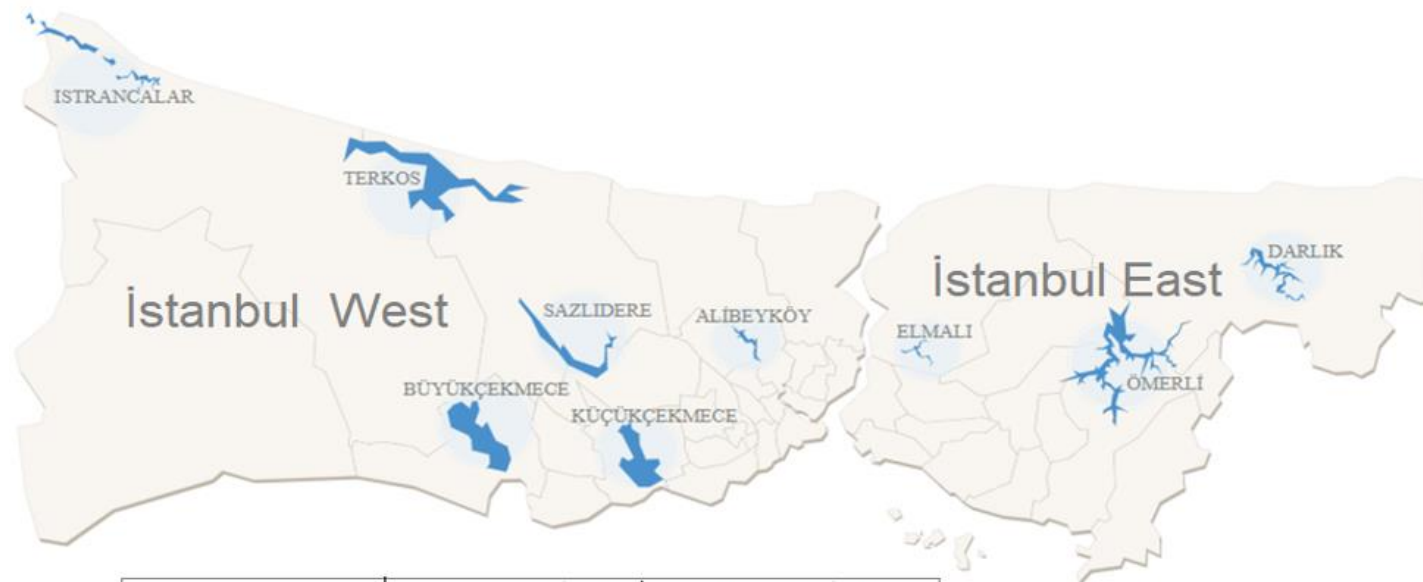 ISTRANCALAR
TERKOS
DARLIK
İstanbul East
İstanbul West
SAZLIDERE
ALİBEYKÖY
ELMALI
ÖMERLİ
BÜYÜKÇEKMECE
KÜÇÜKÇEKMECE